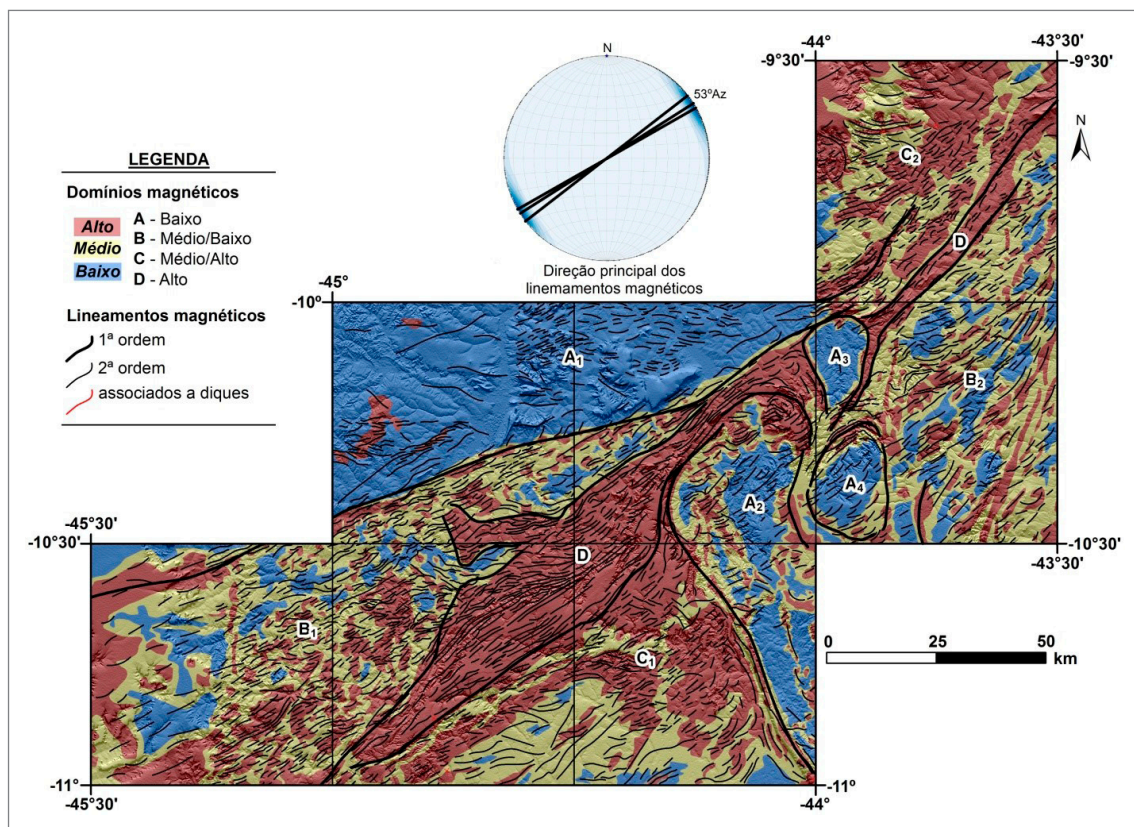 LEGENDA
Domínios magnéticos
Alto
Médio
Baixo
A - Baixo
B - Médio/Baixo
C - Médio/Alto
D - Alto
Lineamentos magnéticos
1ª ordem
2ª ordem
associados a diques
N
53ºAz
Direção principal dos
linemamentos magnéticos
-44°
-43°30'
-9°30'
-9°30'
N
C2
D
-45°
-10°
A1
A3
B2
A2
A4
-45°30'
-10°30'
D
-10°30'
-43°30'
B1
C1
0
25
50
km
-11°
-11°
-45°30'
-44°